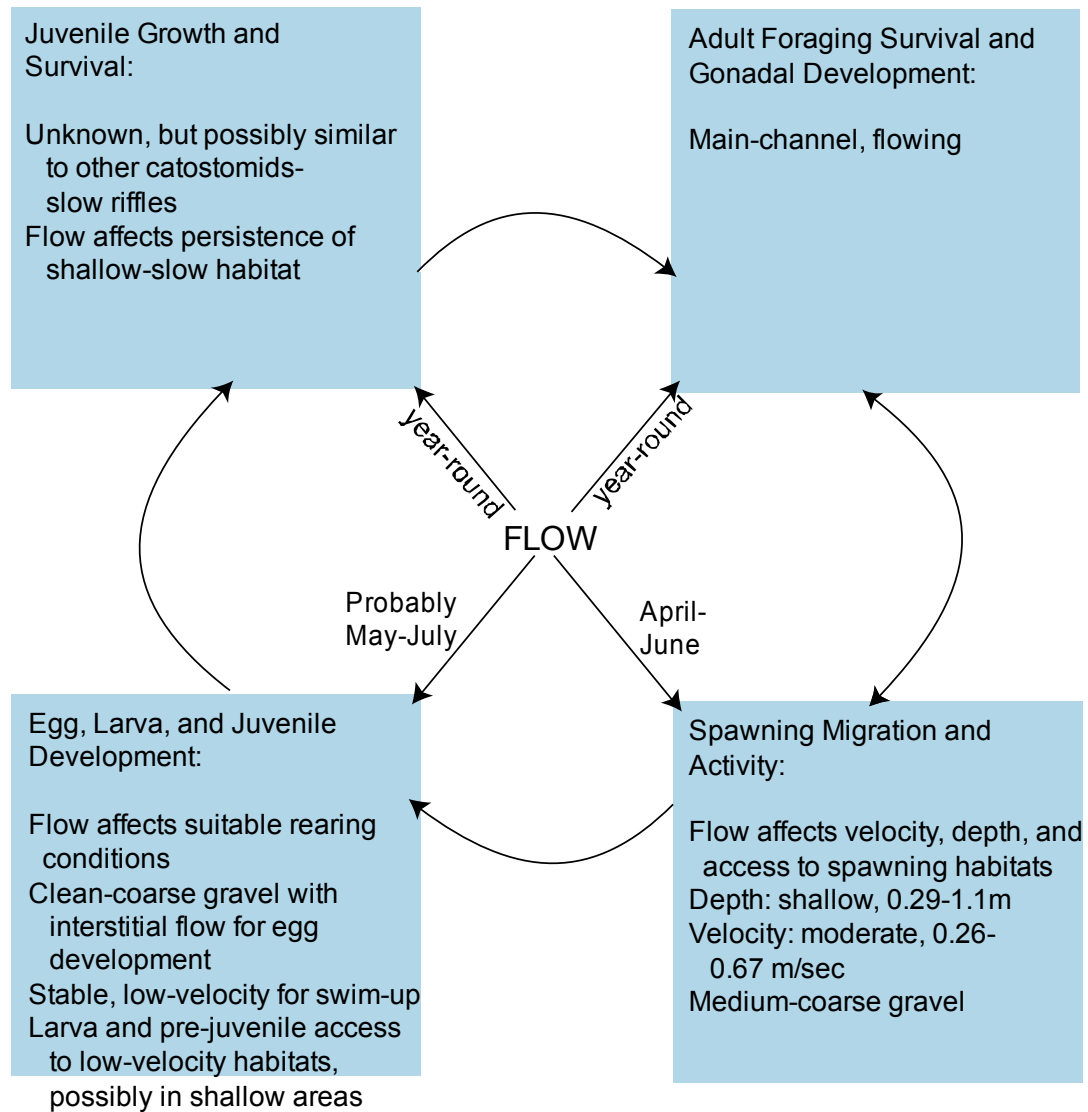 Juvenile Growth and
Survival:
Unknown, but possibly similar
to other catostomids-
slow riffles
Flow affects persistence of
shallow-slow habitat
Adult Foraging Survival and
Gonadal Development:
Main-channel, flowing
year-round
year-round
FLOW
Probably
May-July
April-
June
Egg, Larva, and Juvenile
Development:
Flow affects suitable rearing
conditions
Clean-coarse gravel with
interstitial flow for egg
development
Stable, low-velocity for swim-up
Larva and pre-juvenile access
to low-velocity habitats,
possibly in shallow areas
Spawning Migration and
Activity:
Flow affects velocity, depth, and
access to spawning habitats
Depth: shallow, 0.29-1.1m
Velocity: moderate, 0.26-
0.67 m/sec
Medium-coarse gravel